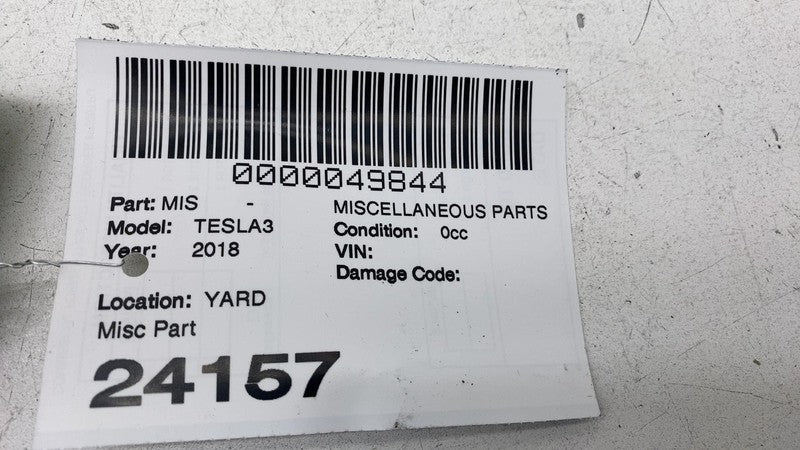 0000049844
Part: MIS - MISCELLANEOUS PARTS
Model: TESLA3 Condition: 0cc
Year: 2018 VIN:
Damage Code:
Location: YARD
Misc Part
24157